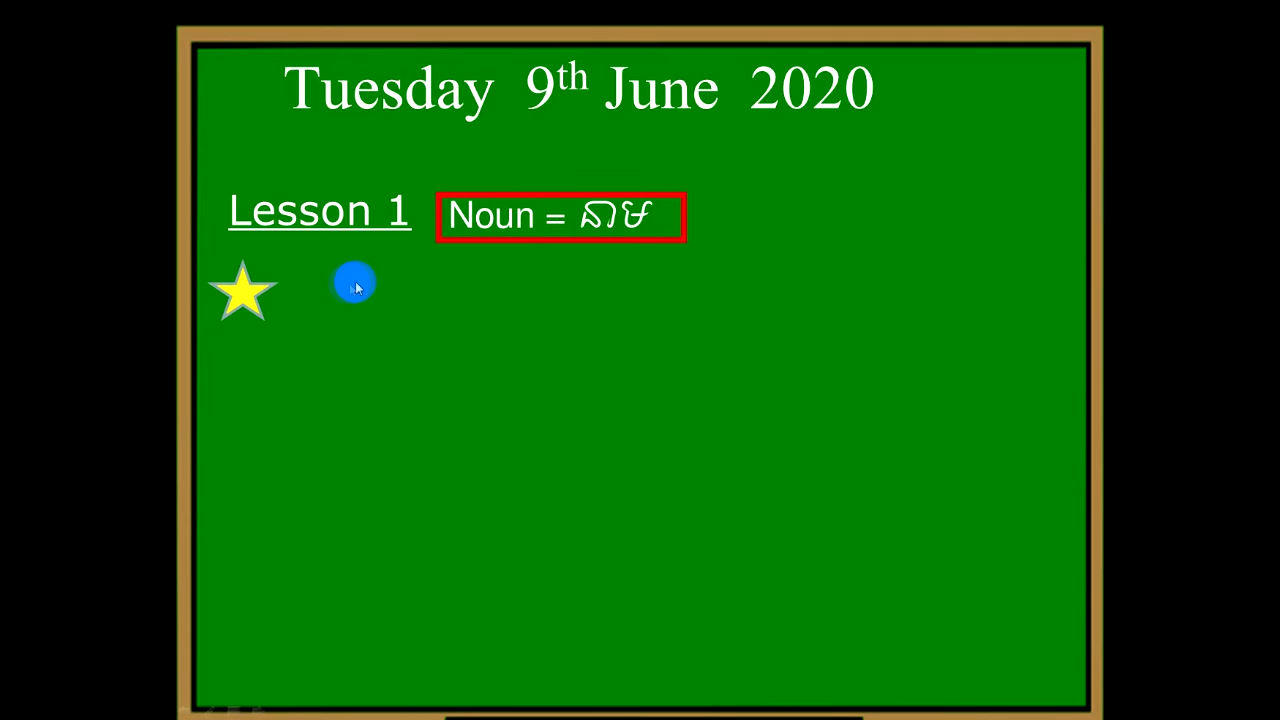 Tuesday 9th June 2020
Lesson 1 Noun = នាម